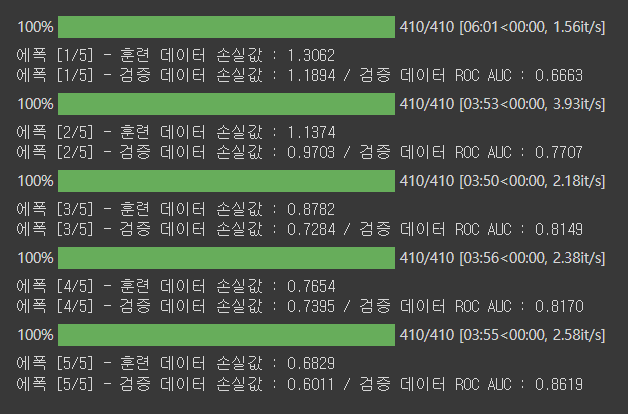 100% 410/410 [06:01<00:00, 1.56it/s]
에폭 [1/5] - 훈련 데이터 손실값 : 1.3062
에폭 [1/5] - 검증 데이터 손실값 : 1.1894 / 검증 데이터 ROC AUC : 0.6663
100% 410/410 [03:53<00:00, 3.93it/s]
에폭 [2/5] - 훈련 데이터 손실값 : 1.1374
에폭 [2/5] - 검증 데이터 손실값 : 0.9703 / 검증 데이터 ROC AUC : 0.7707
100% 410/410 [03:50<00:00, 2.18it/s]
에폭 [3/5] - 훈련 데이터 손실값 : 0.8782
에폭 [3/5] - 검증 데이터 손실값 : 0.7284 / 검증 데이터 ROC AUC : 0.8149
100% 410/410 [03:56<00:00, 2.38it/s]
에폭 [4/5] - 훈련 데이터 손실값 : 0.7654
에폭 [4/5] - 검증 데이터 손실값 : 0.7395 / 검증 데이터 ROC AUC : 0.8170
100% 410/410 [03:55<00:00, 2.58it/s]
에폭 [5/5] - 훈련 데이터 손실값 : 0.6829
에폭 [5/5] - 검증 데이터 손실값 : 0.6011 / 검증 데이터 ROC AUC : 0.8619